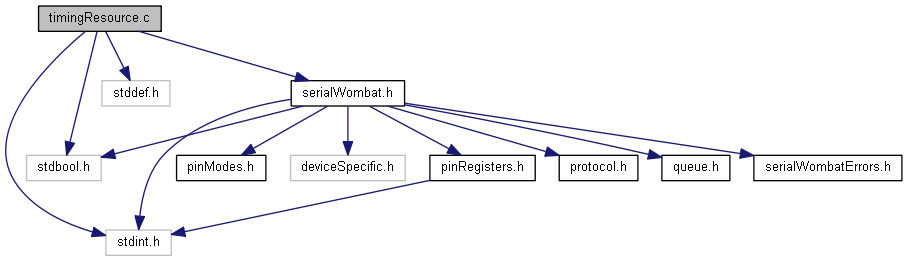 timingResource.c
stddef.h
serialWombat.h
stdbool.h
pinModes.h
deviceSpecific.h
pinRegisters.h
protocol.h
queue.h
serialWombatErrors.h
stdint.h